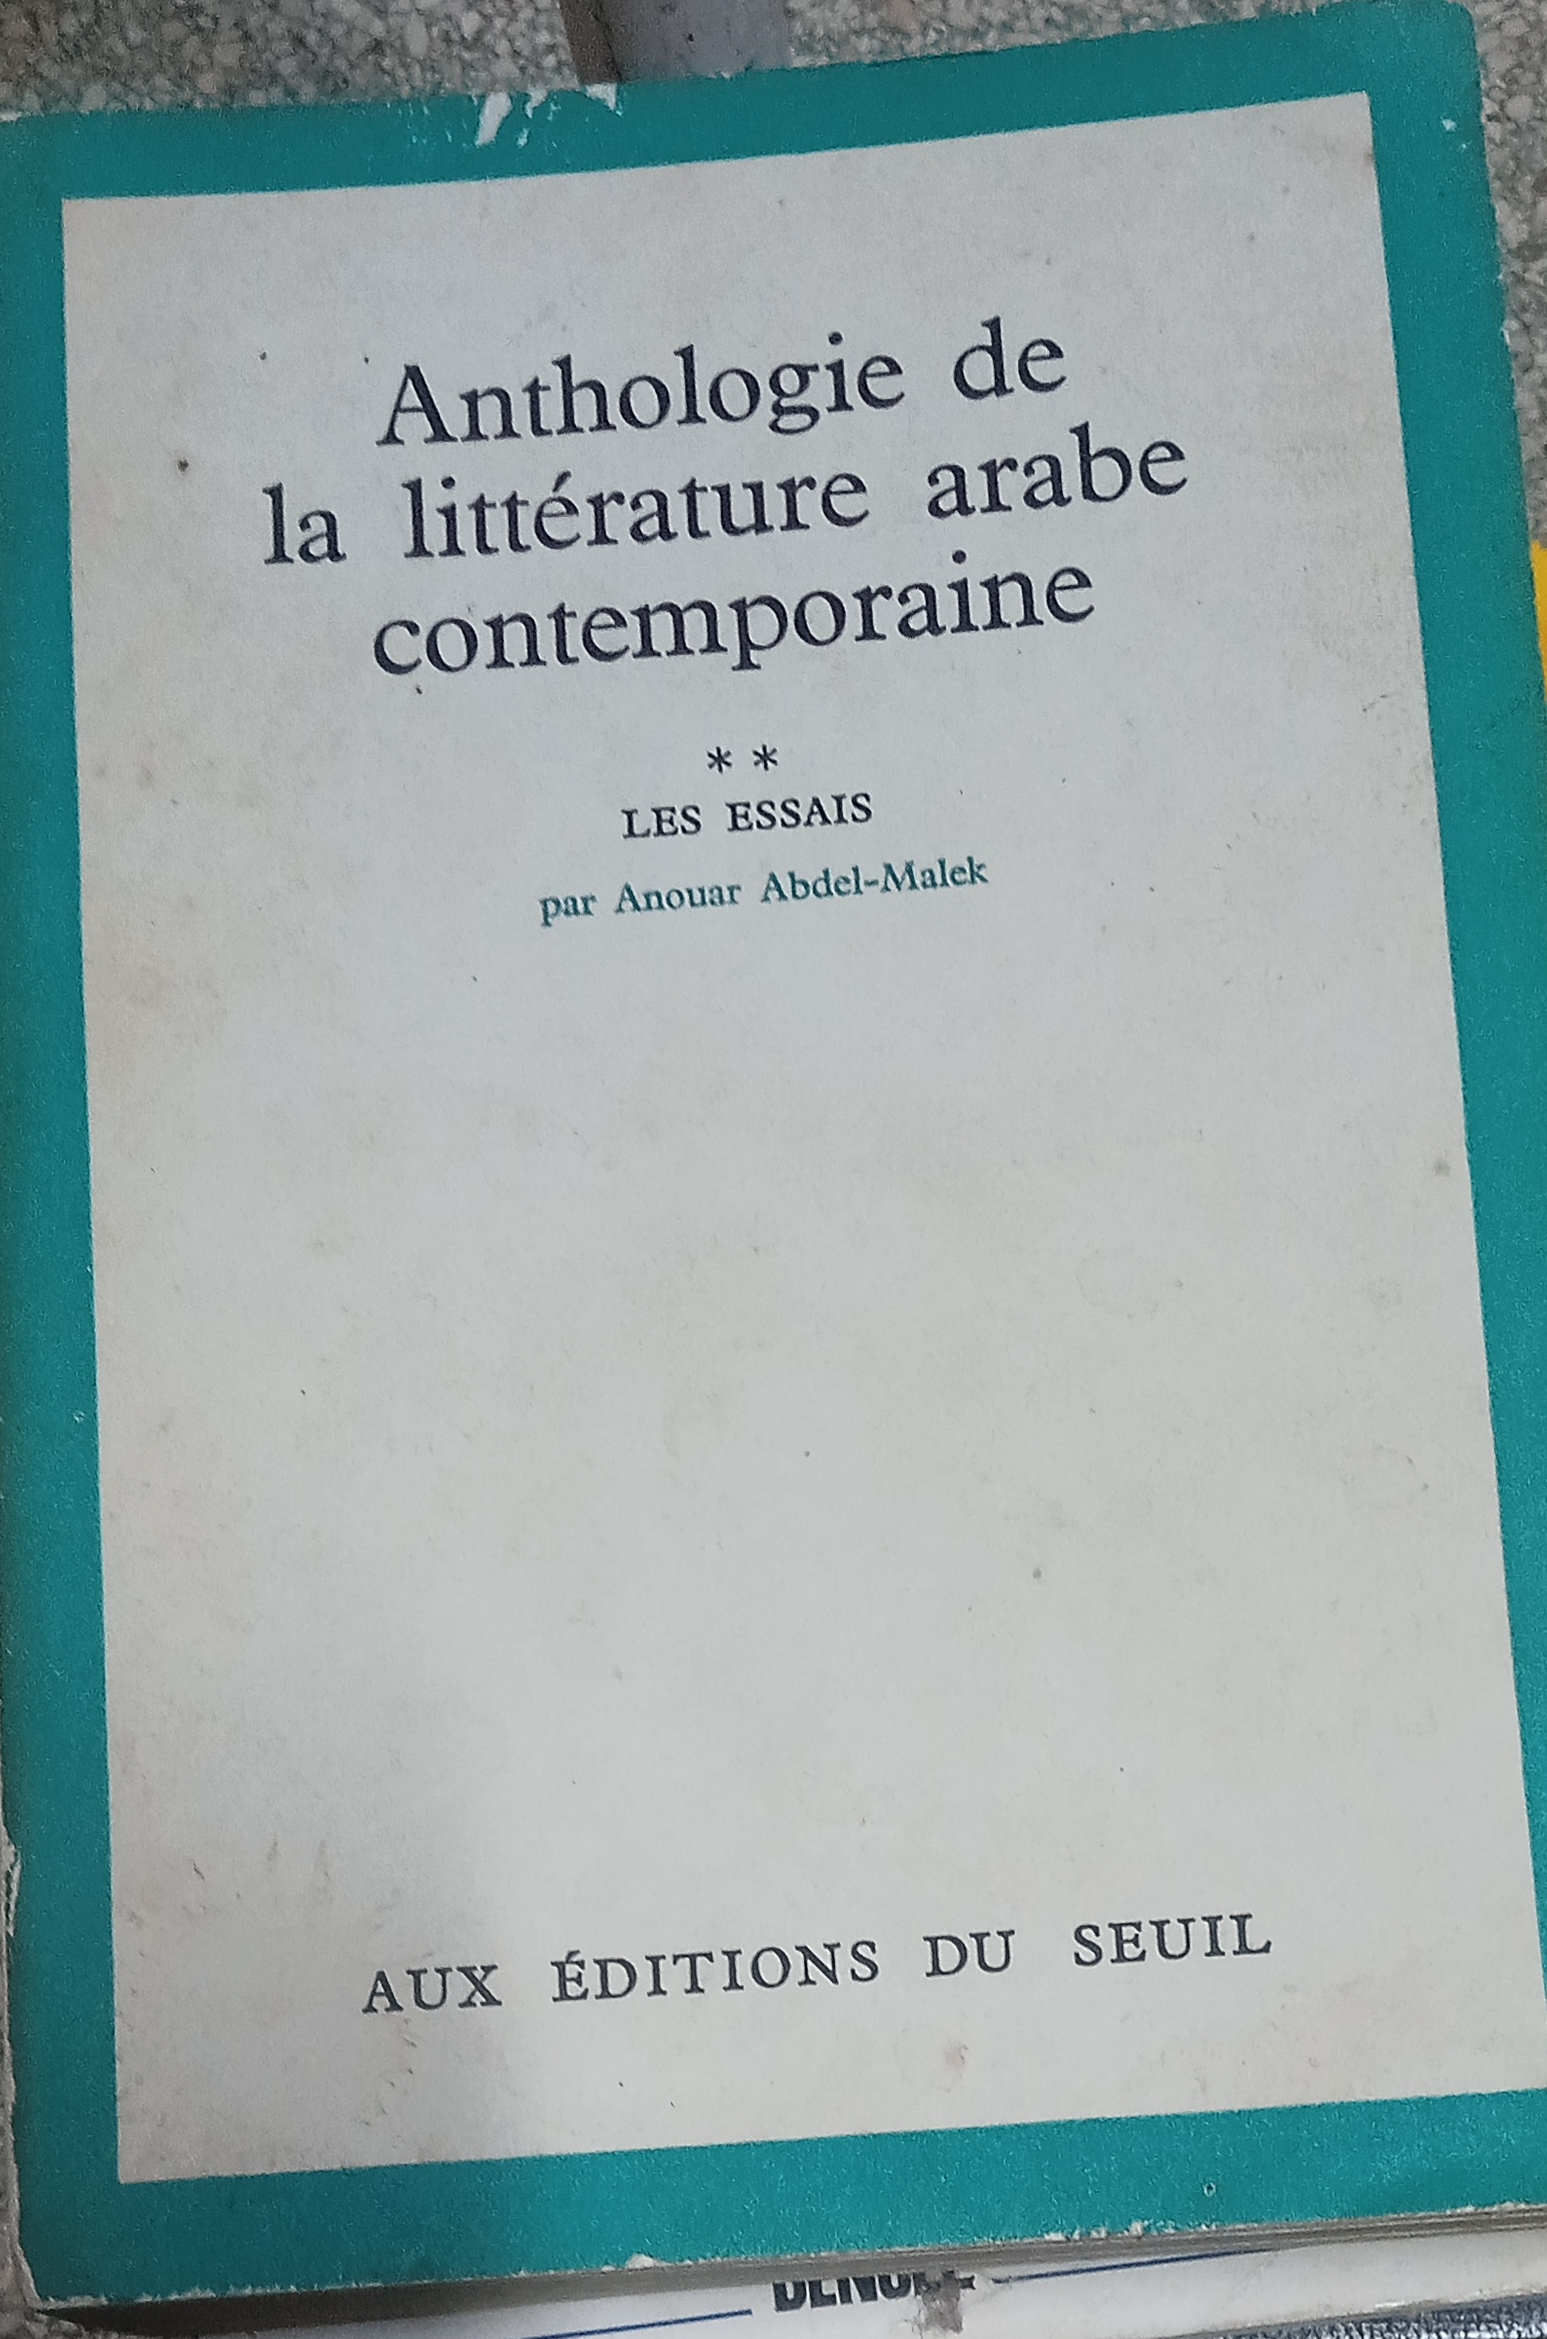 Anthologie de
la littérature arabe
contemporaine
* *
LES ESSAIS
par Anouar Abdel-Malek
AUX ÉDITIONS DU SEUIL